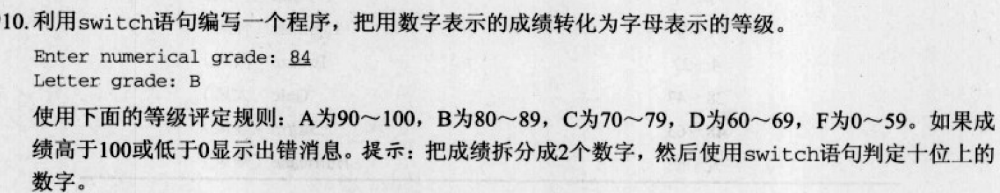 10. 利用switch语句编写一个程序，把用数字表示的成绩转化为字母表示的等级。
Enter numerical grade: 84
Letter grade: B
使用下面的等级评定规则：A为90～100，B为80～89，C为70～79，D为60～69，F为0～59。如果成
绩高于100或低于0显示出错消息。提示：把成绩拆分成2个数字，然后使用switch语句判定十位上的
数字。